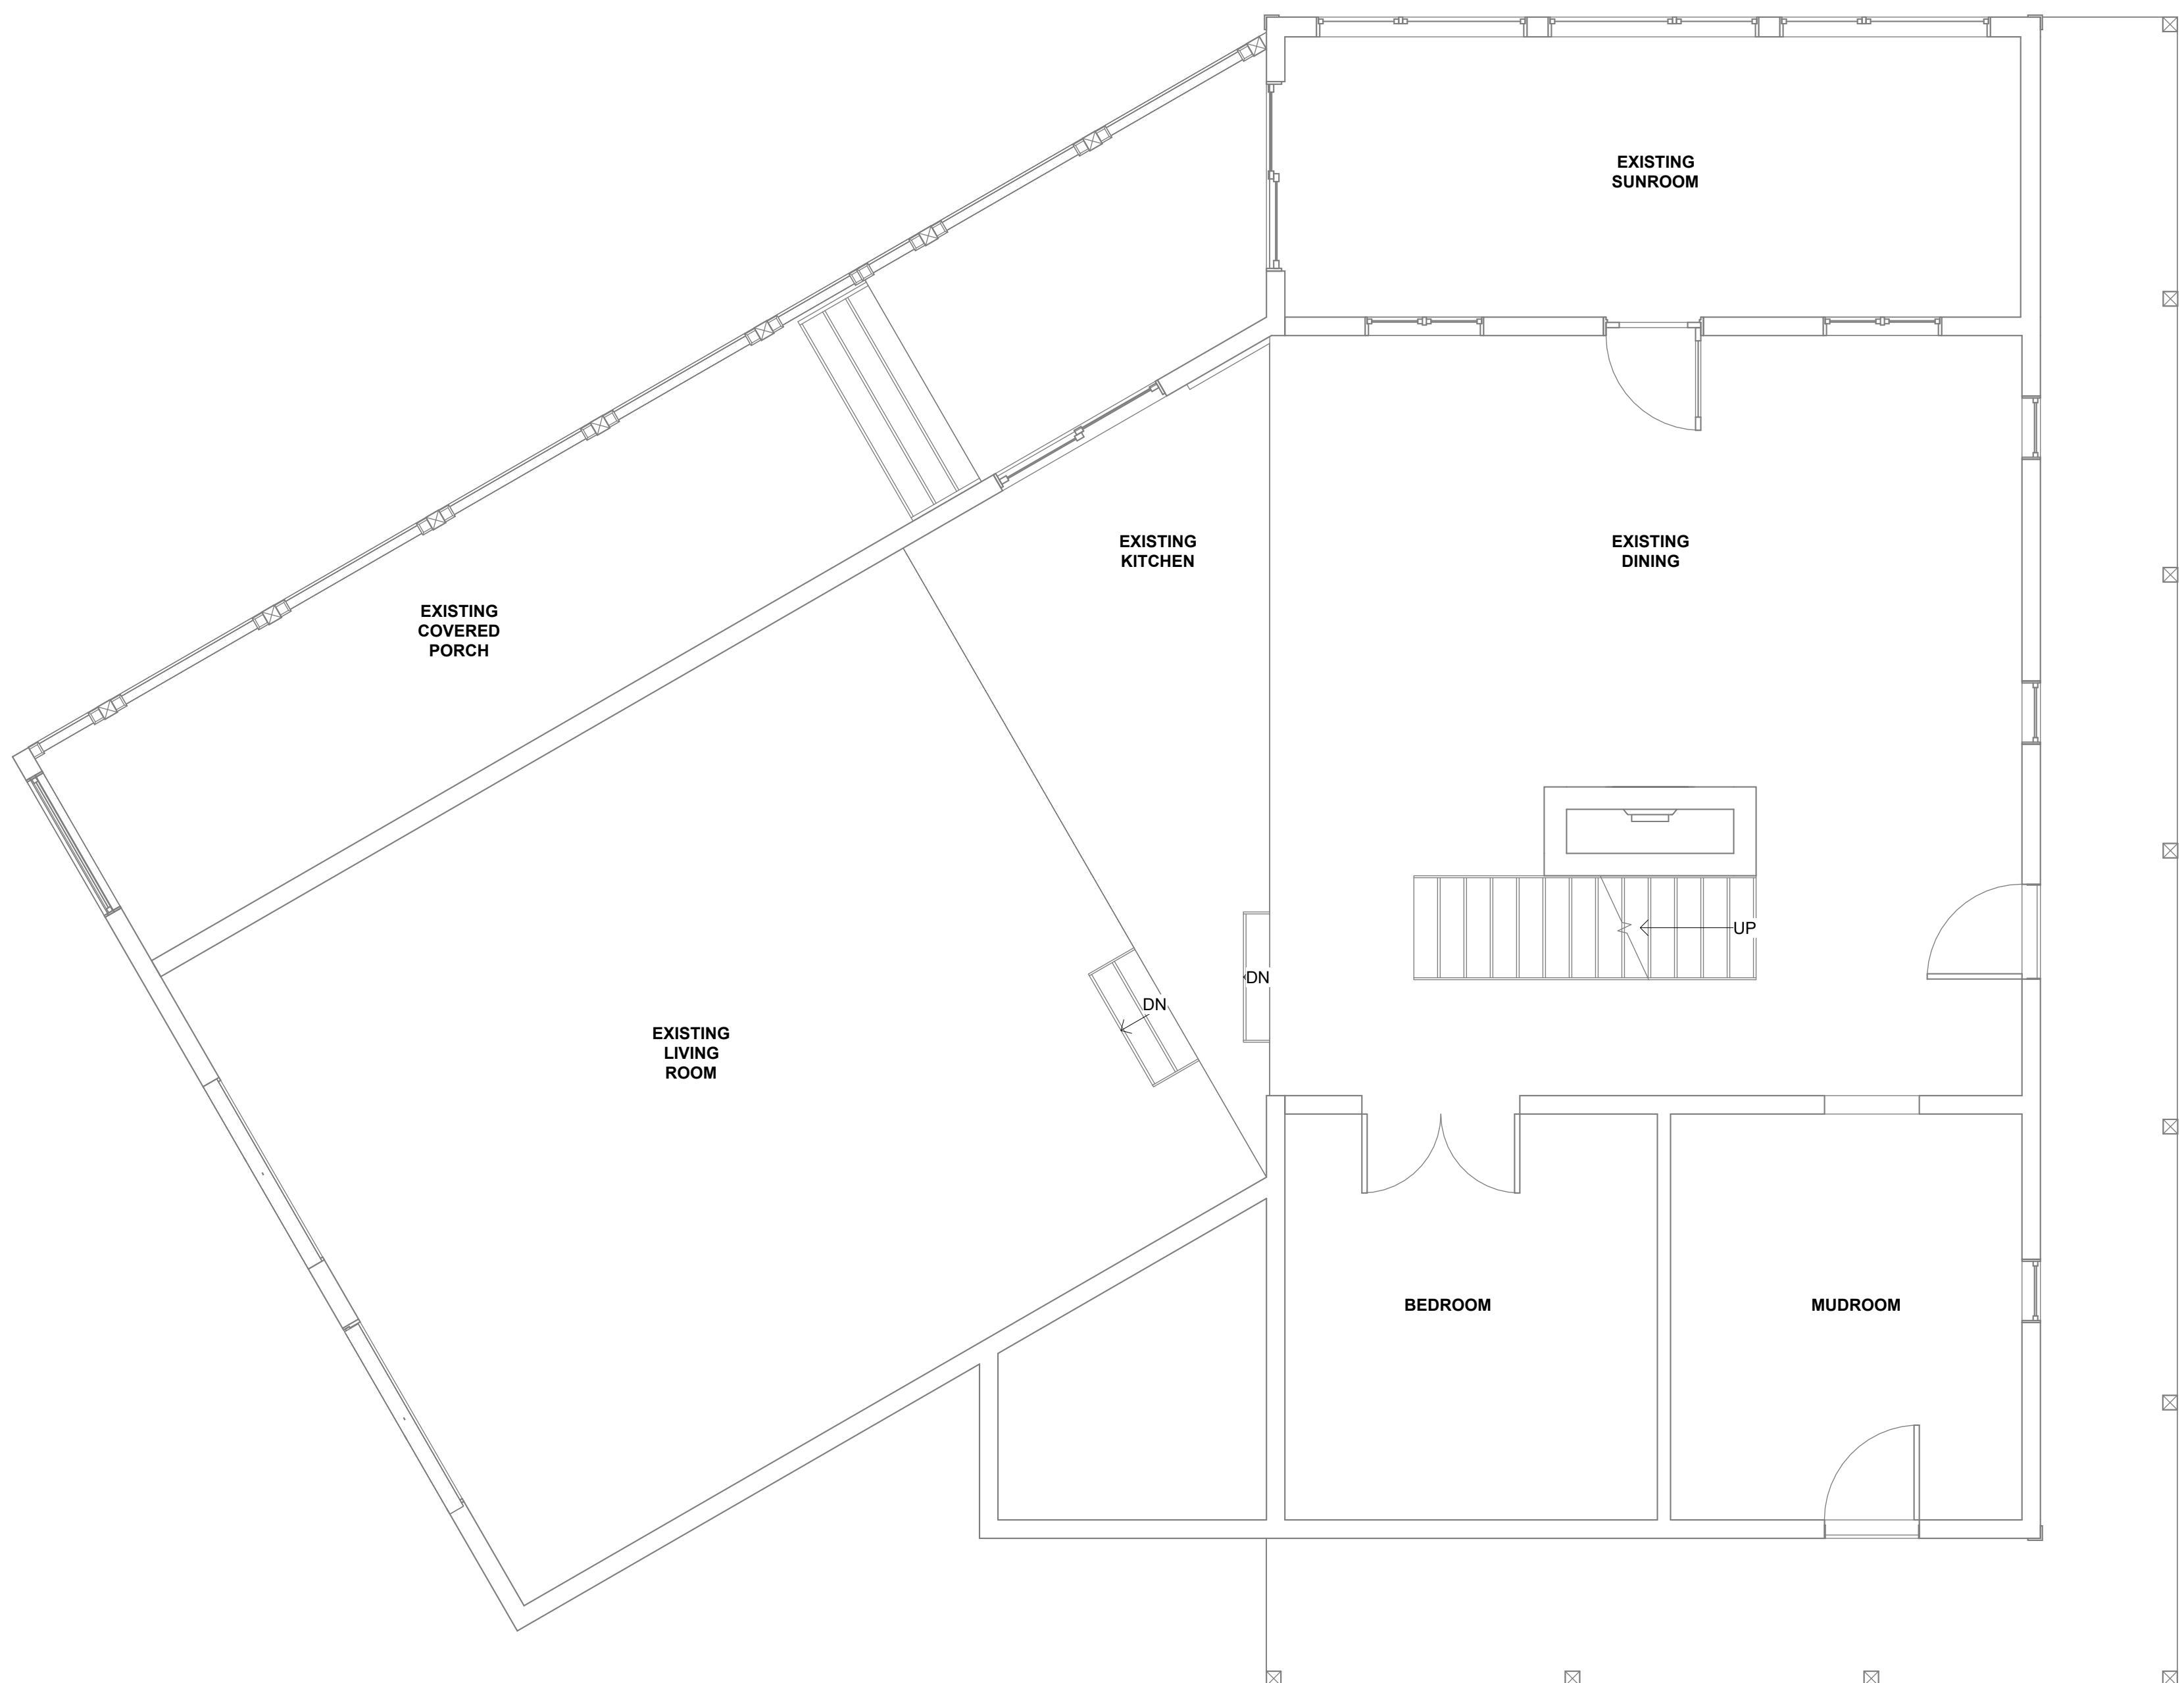 EXISTING
SUNROOM
EXISTING
KITCHEN
EXISTING
DINING
EXISTING
COVERED
PORCH
UP
DN
DN
EXISTING
LIVING
ROOM
BEDROOM
MUDROOM